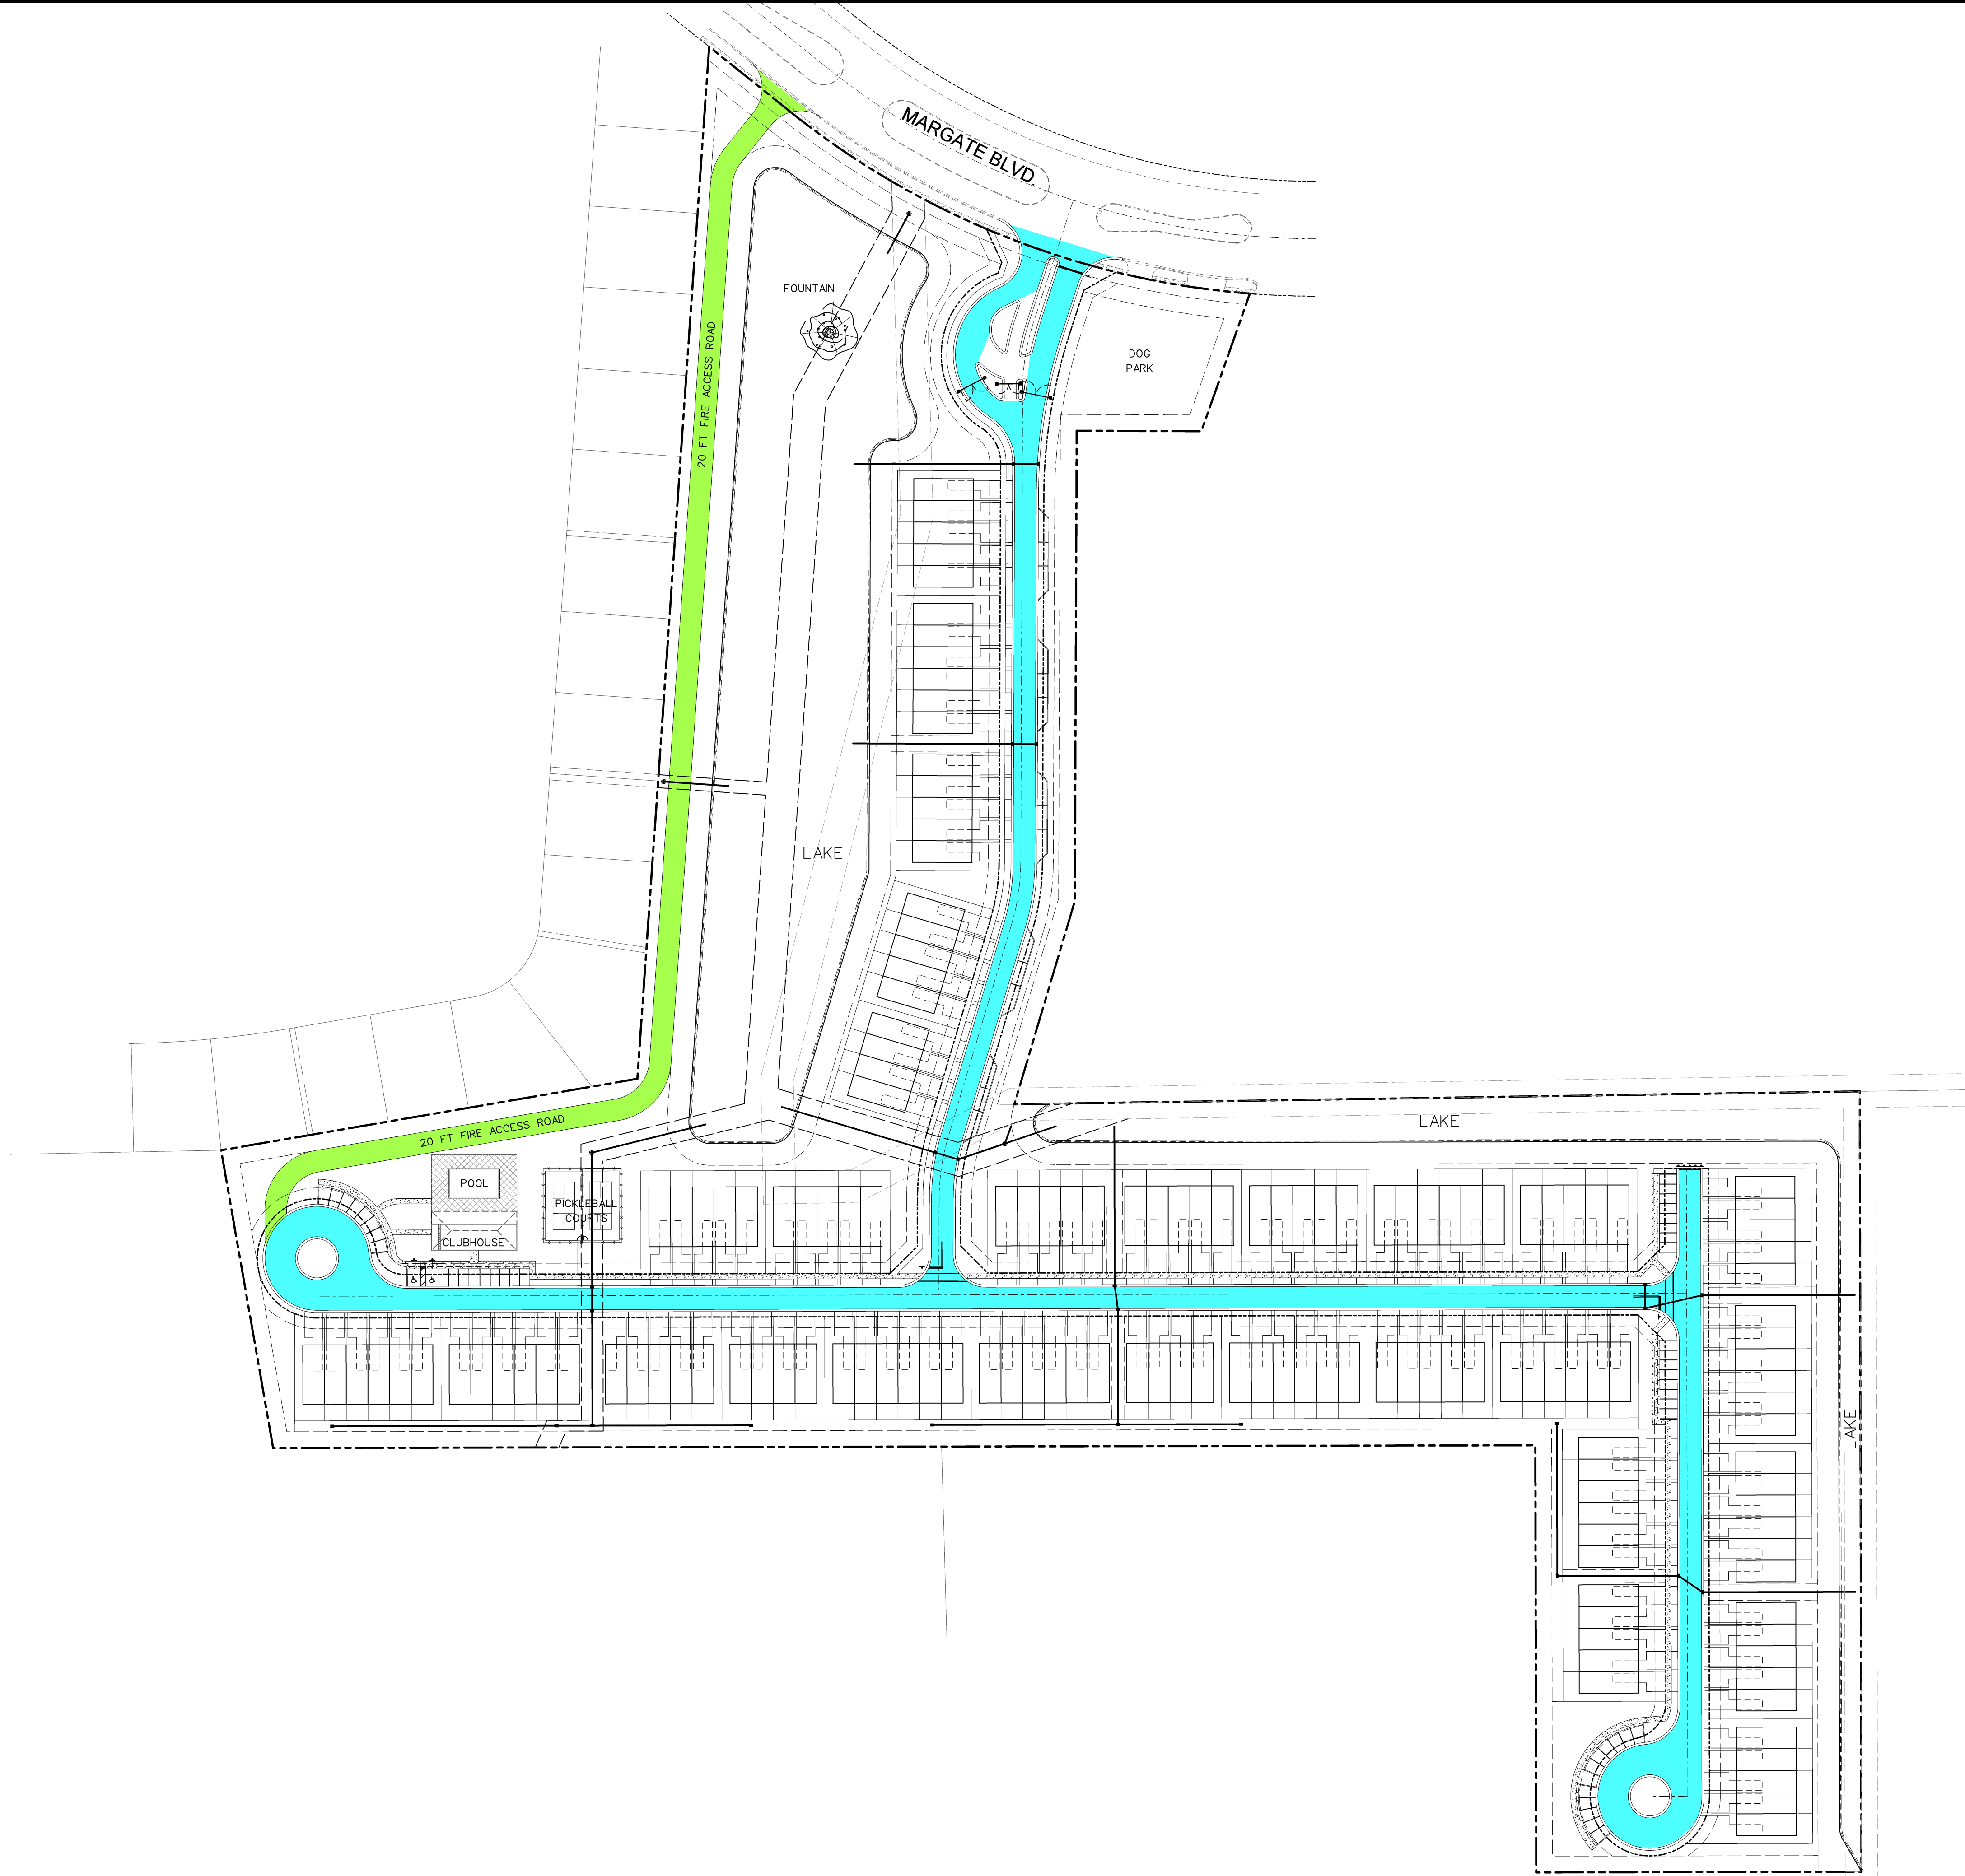 MARGATE BLVD.
FOUNTAIN
DOG
PARK
20 FT FIRE ACCESS ROAD
LAKE
LAKE
20 FT FIRE ACCESS ROAD
POOL
PICKLEBALL
COURTS
CLUBHOUSE
LAKE